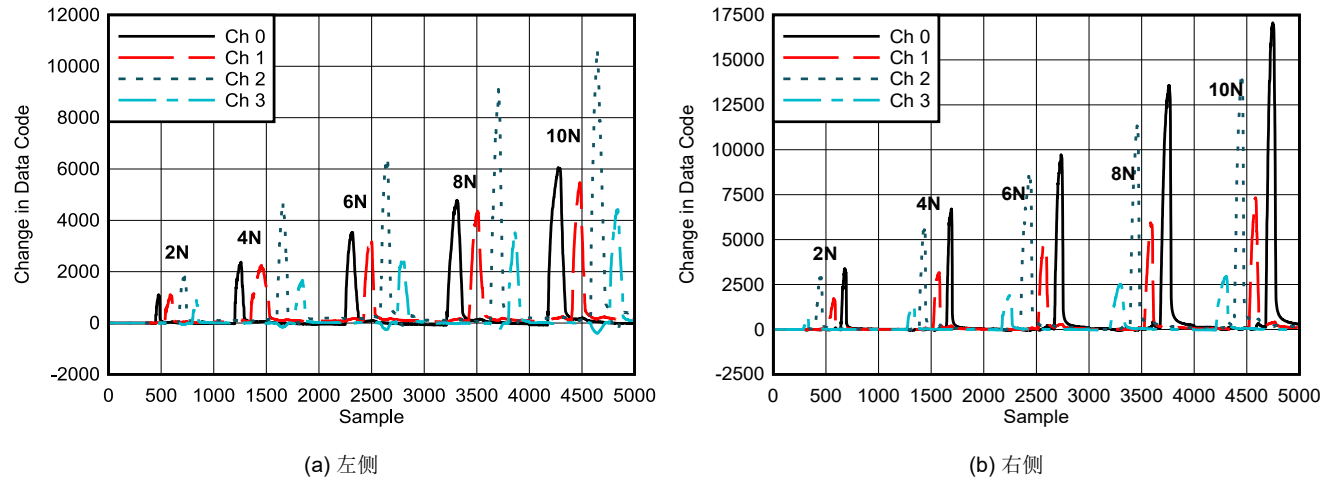 12000
10000
8000
6000
4000
2000
0
-2000
Change in Data Code
Ch 0
Ch 1
Ch 2
Ch 3
2N
4N
6N
8N
10N
0 500 1000 1500 2000 2500 3000 3500 4000 4500 5000
Sample
(a) 左侧
17500
15000
12500
10000
7500
5000
2500
0
-2500
Change in Data Code
Ch 0
Ch 1
Ch 2
Ch 3
2N
4N
6N
8N
10N
0 500 1000 1500 2000 2500 3000 3500 4000 4500 5000
Sample
(b) 右侧